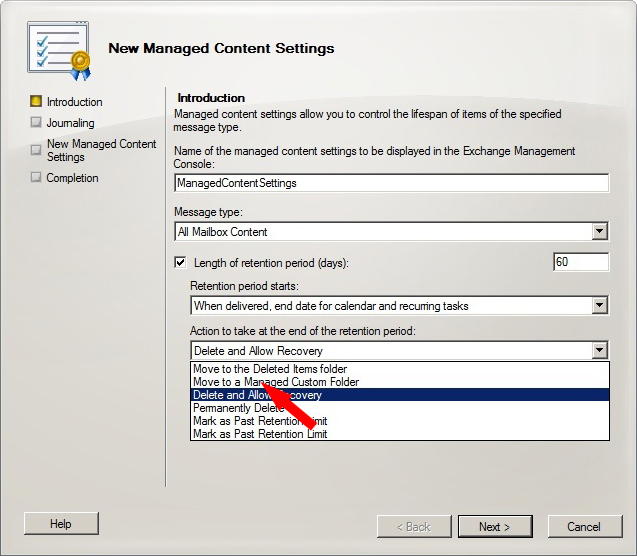 New Managed Content Settings
Introduction
Journaling
New Managed Content
Settings
Completion
Introduction
Managed content settings allow you to control the lifespan of items of the specified
message type.
Name of the managed content settings to be displayed in the Exchange Management
Console:
ManagedContentSettings
Message type:
All Mailbox Content
Length of retention period (days):
60
Retention period starts:
When delivered, end date for calendar and recurring tasks
Action to take at the end of the retention period:
Delete and Allow Recovery
Move to the Deleted Items folder
Move to a Managed Custom Folder
Delete and Allow Recovery
Permanently Delete
Mark as Past Retention Limit
Mark as Past Retention Limit
Help
< Back
Next >
Cancel